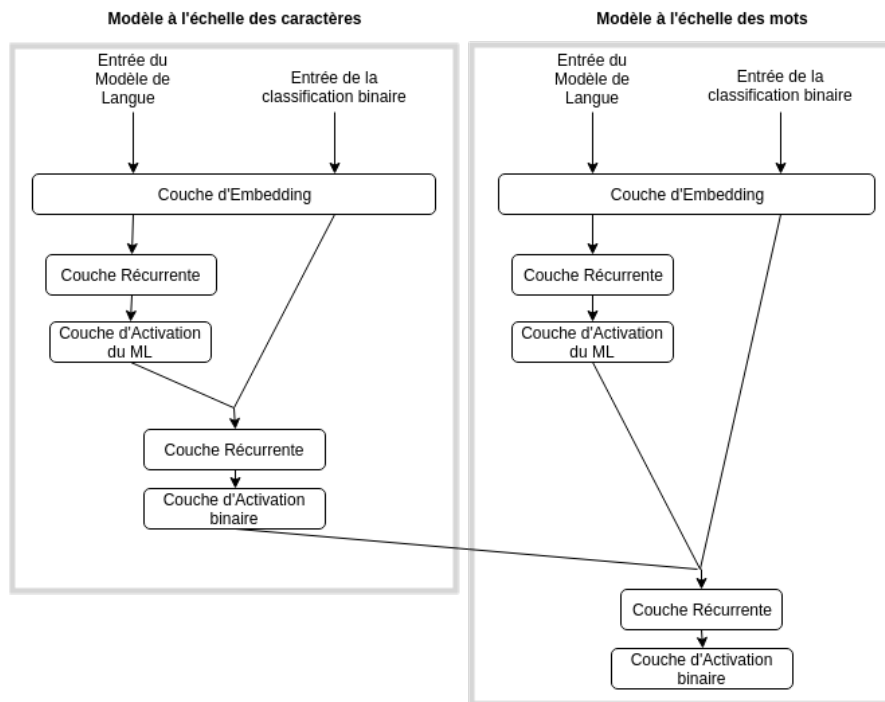 Modèle à l'échelle des caractères
Entrée du
Modèle de
Langue
Entrée de la
classification binaire
Couche d'Embedding
Couche Récurrente
Couche d'Activation
du ML
Couche Récurrente
Couche d'Activation
binaire
Modèle à l'échelle des mots
Entrée du
Modèle de
Langue
Entrée de la
classification binaire
Couche d'Embedding
Couche Récurrente
Couche d'Activation
du ML
Couche Récurrente
Couche d'Activation
binaire